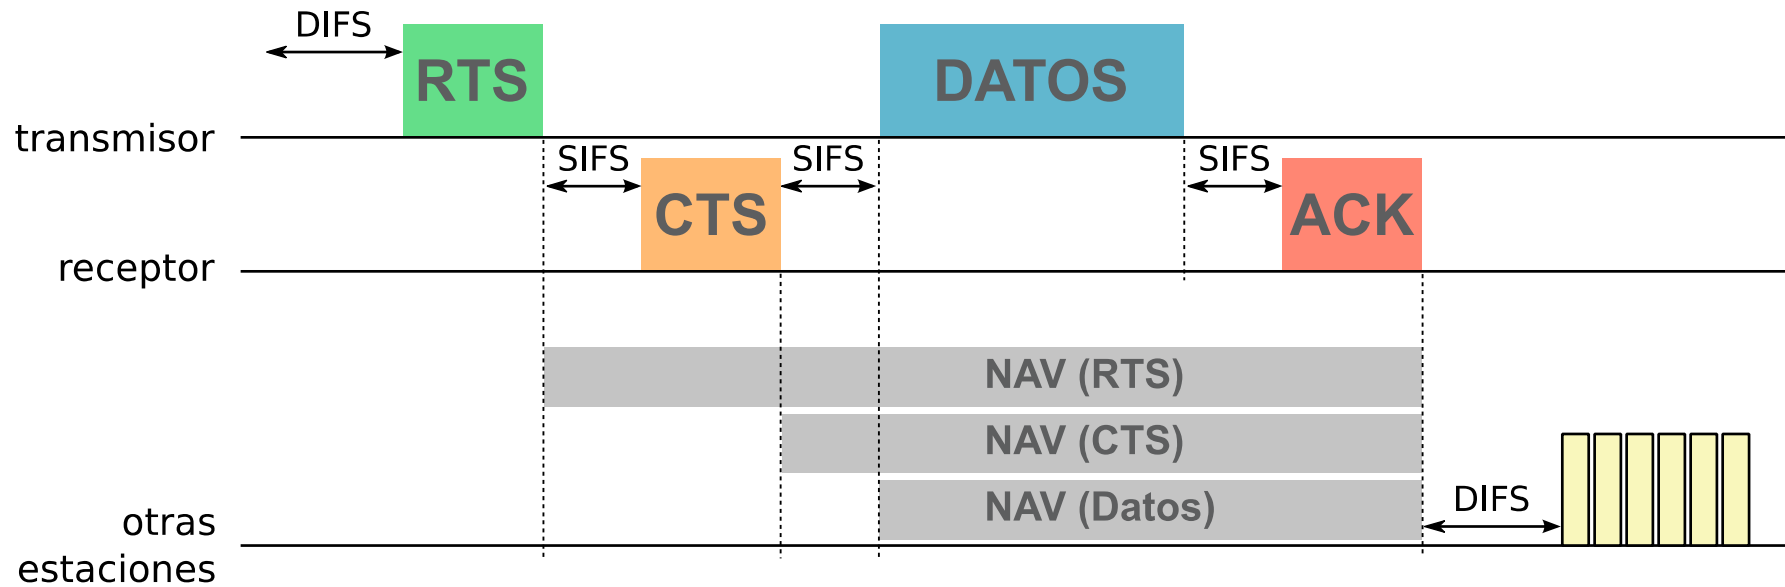 DIFS
RTS
DATOS
transmisor
SIFS
SIFS
SIFS
CTS
ACK
receptor
NAV (RTS)
NAV (CTS)
NAV (Datos)
DIFS
otras
estaciones